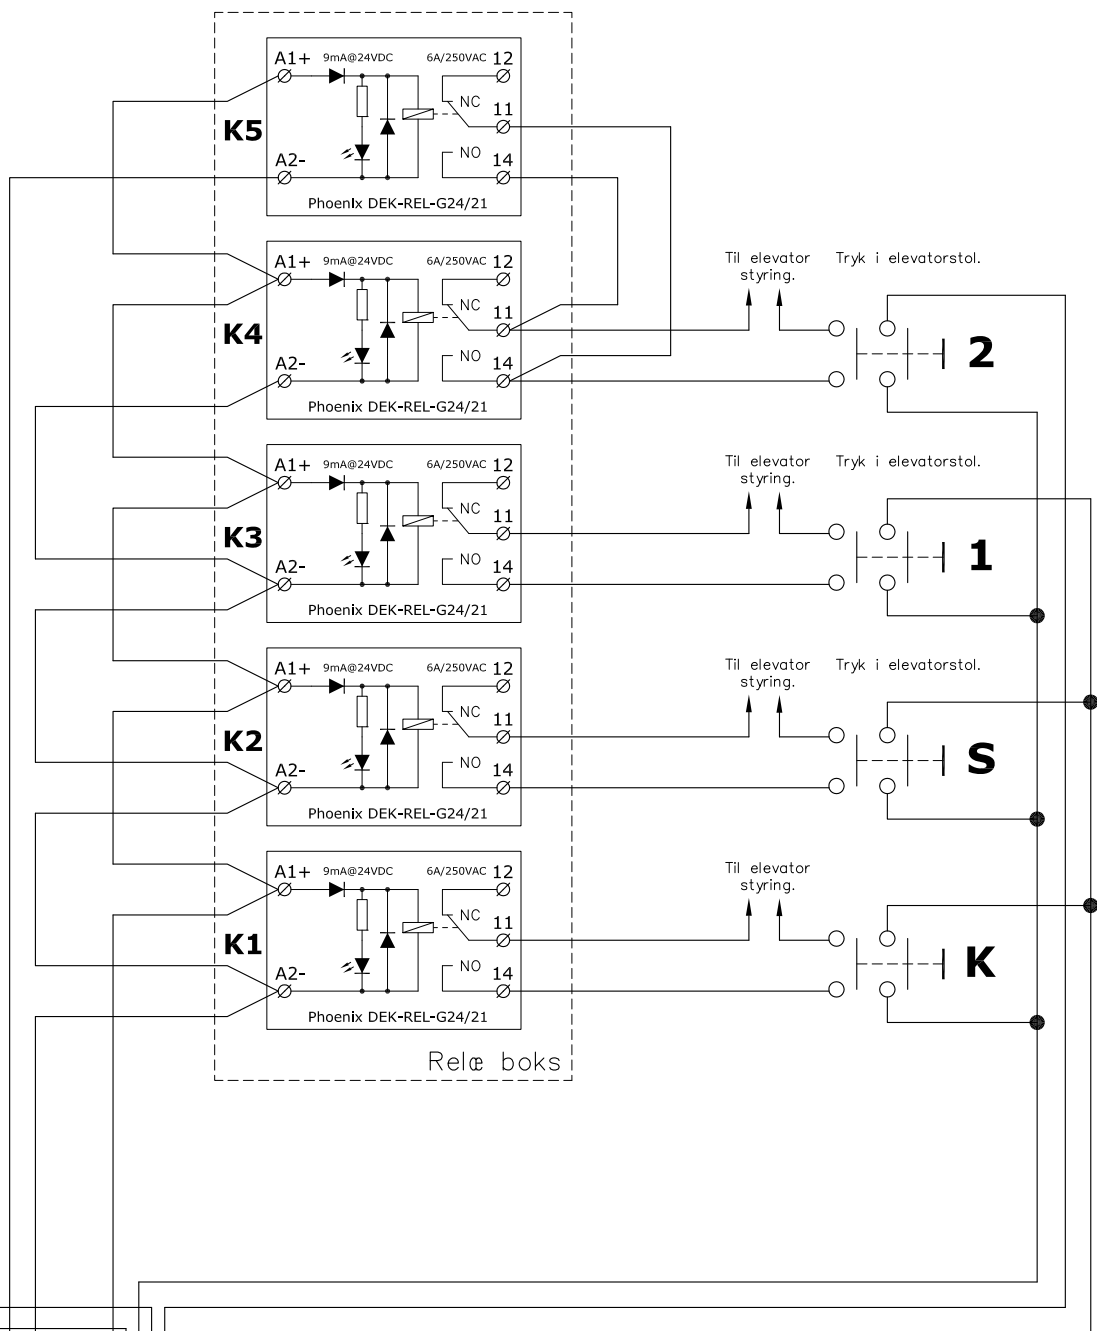 A1+ 9mA@24VDC 6A/250VAC 12
NC 11
K5
A2- NO 14
Phoenix DEK-REL-G24/21
A1+ 9mA@24VDC 6A/250VAC 12
Til elevator styring. Tryk i elevatorstol.
NC 11
K4
2
A2- NO 14
Phoenix DEK-REL-G24/21
A1+ 9mA@24VDC 6A/250VAC 12
Til elevator styring. Tryk i elevatorstol.
NC 11
K3
1
A2- NO 14
Phoenix DEK-REL-G24/21
A1+ 9mA@24VDC 6A/250VAC 12
Til elevator styring. Tryk i elevatorstol.
NC 11
K2
S
A2- NO 14
Phoenix DEK-REL-G24/21
A1+ 9mA@24VDC 6A/250VAC 12
Til elevator styring.
NC 11
K1
K
A2- NO 14
Phoenix DEK-REL-G24/21
Relæ boks